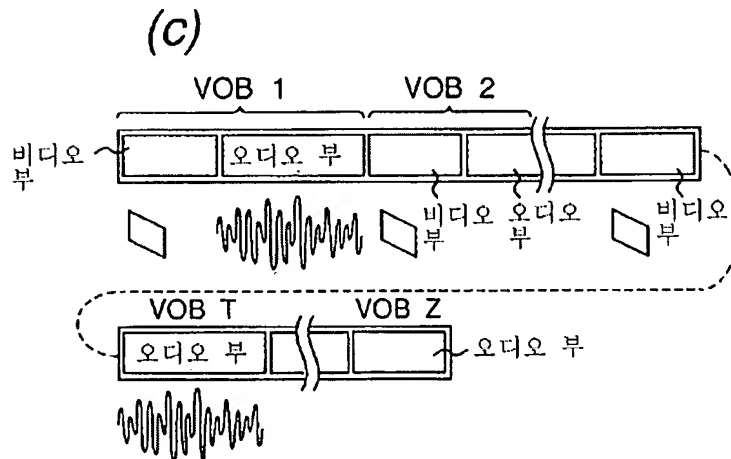 (c)
VOB 1
VOB 2
비디오
부
오디오 부
비디오
부
오디오
부
비디오
부
VOB T
VOB Z
오디오 부
오디오 부